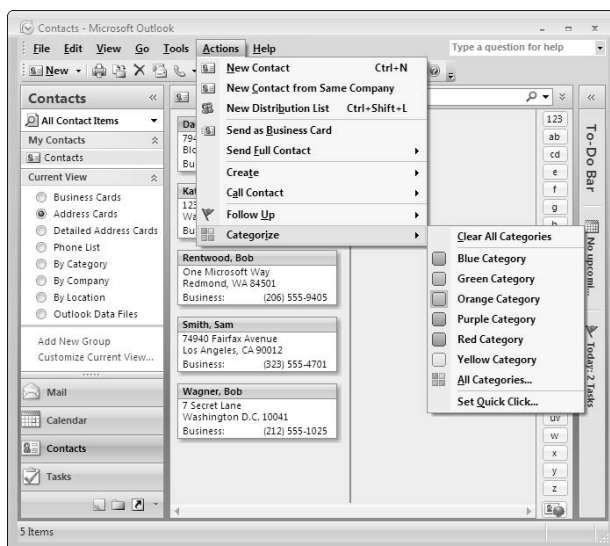 Contacts - Microsoft Outlook
File Edit View Go Tools Actions Help
Type a question for help
New
Contacts
All Contact Items
My Contacts
Contacts
Current View
Business Cards
Address Cards
Detailed Address Cards
Phone List
By Category
By Company
By Location
Outlook Data Files
Add New Group
Customize Current View...
Mail
Calendar
Contacts
Tasks
5 Items
New Contact Ctrl+N
New Contact from Same Company
New Distribution List Ctrl+Shift+L
Send as Business Card
Send Full Contact
Create
Call Contact
Follow Up
Categorize
Clear All Categories
Blue Category
Green Category
Orange Category
Purple Category
Red Category
Yellow Category
All Categories...
Set Quick Click...
Rentwood, Bob
One Microsoft Way
Redmond, WA 84501
Business: (206) 555-9405
Smith, Sam
74940 Fairfax Avenue
Los Angeles, CA 90012
Business: (323) 555-4701
Wagner, Bob
7 Secret Lane
Washington D.C. 10041
Business: (212) 555-1025
123
ab
cd
e
f
g
uv
w
x
y
z
To-Do Bar
No upcomi...
Today: 2 Tasks